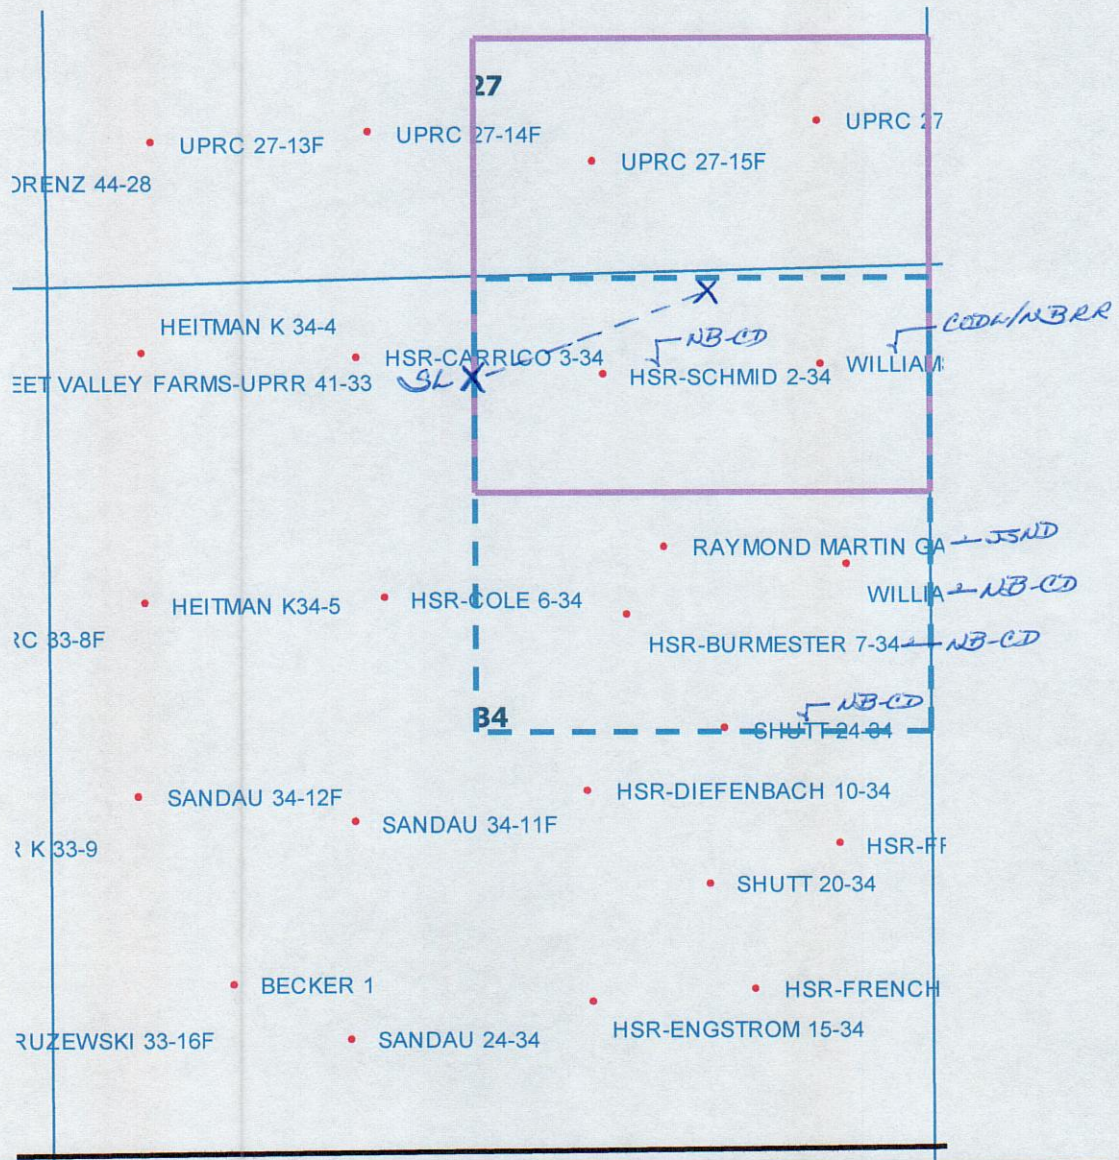 27
UPRC 27-13F
UPRC 27-14F
UPRC 27-15F
UPRC 27
ORENZ 44-28
HEITMAN K 34-4
HSR-CARRICO 3-34
EET VALLEY FARMS-UPRR 41-33
SL X
X
NB-CD
HSR-SCHMID 2-34
CODL/NBRR
WILLIAM
RAYMOND MARTIN GA
JSND
HEITMAN K34-5
HSR-COLE 6-34
WILLIA
NB-CD
RC 33-8F
HSR-BURMESTER 7-34
NB-CD
34
NB-CD
SHUTT 24-34
SANDAU 34-12F
SANDAU 34-11F
HSR-DIEFENBACH 10-34
R K 33-9
HSR-FR
SHUTT 20-34
BECKER 1
HSR-FRENCH
RUZEWSKI 33-16F
SANDAU 24-34
HSR-ENGSTROM 15-34